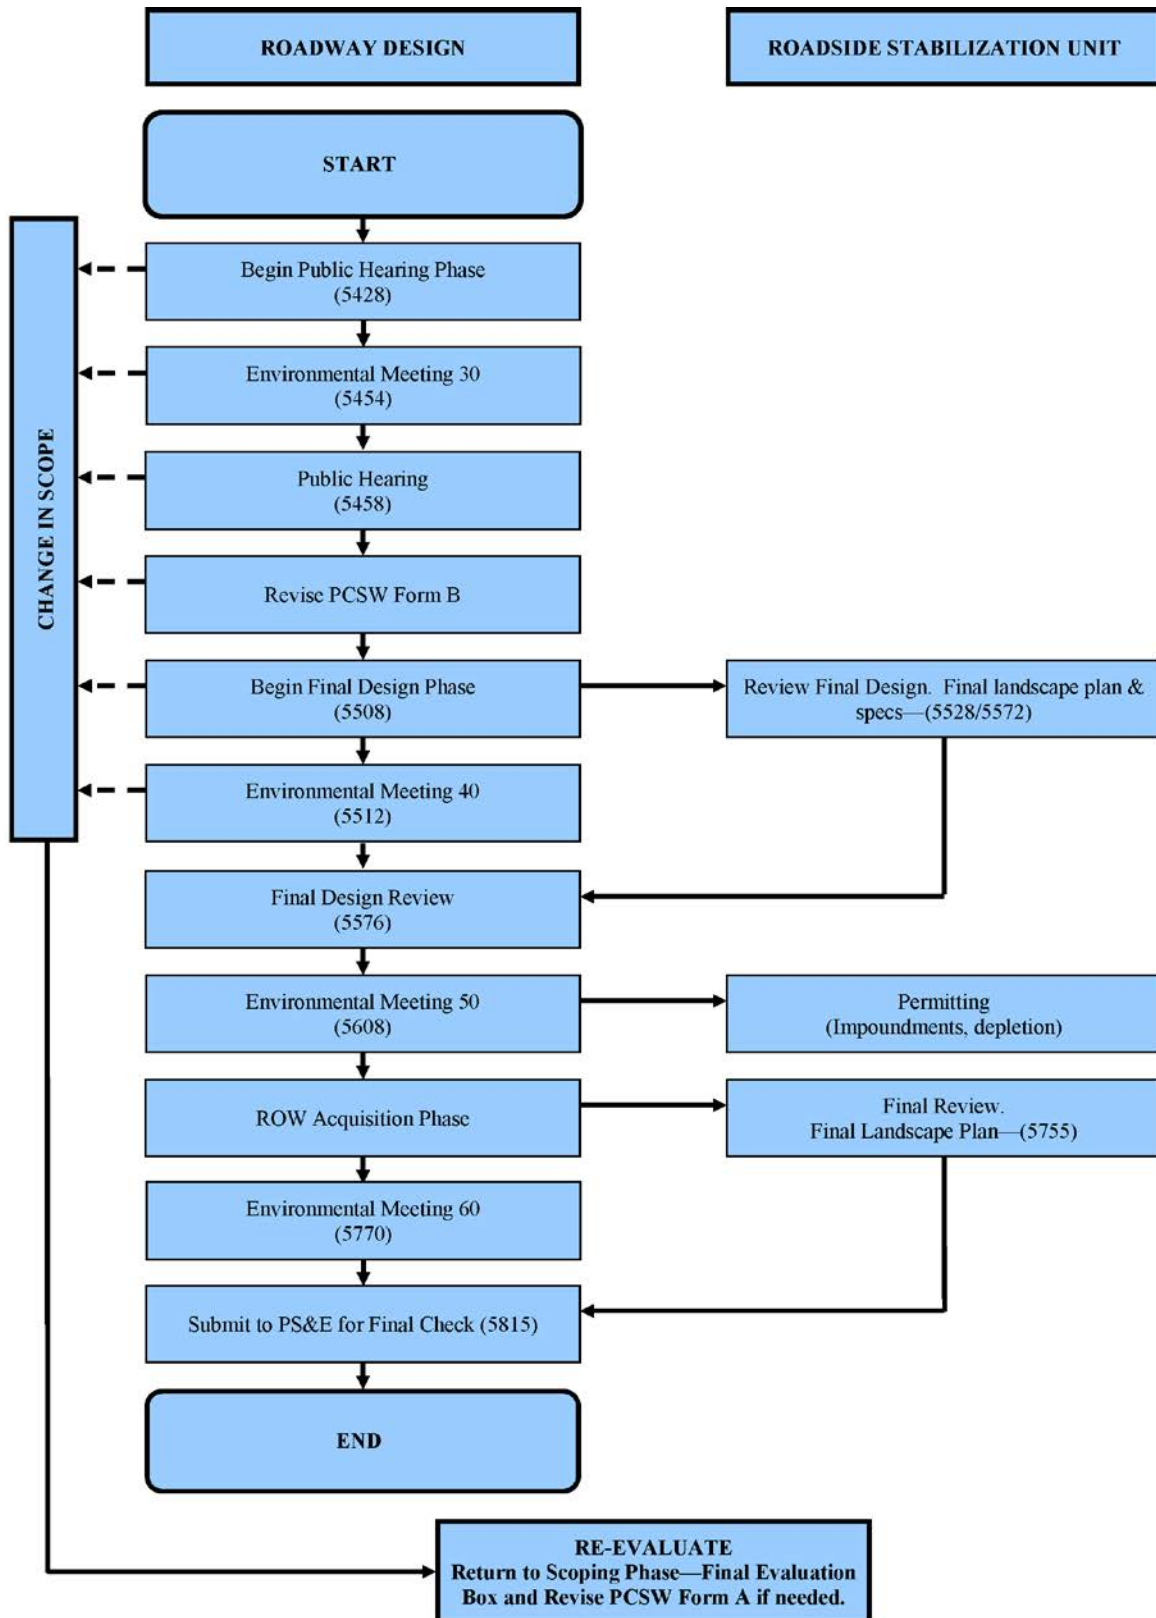 ROADWAY DESIGN
ROADSIDE STABILIZATION UNIT
START
CHANGE IN SCOPE
Begin Public Hearing Phase
(5428)
Environmental Meeting 30
(5454)
Public Hearing
(5458)
Revise PCSW Form B
Begin Final Design Phase
(5508)
Review Final Design.  Final landscape plan &
specs—(5528/5572)
Environmental Meeting 40
(5512)
Final Design Review
(5576)
Environmental Meeting 50
(5608)
Permitting
(Impoundments, depletion)
ROW Acquisition Phase
Final Review.
Final Landscape Plan—(5755)
Environmental Meeting 60
(5770)
Submit to PS&E for Final Check (5815)
END
RE-EVALUATE
Return to Scoping Phase—Final Evaluation
Box and Revise PCSW Form A if needed.